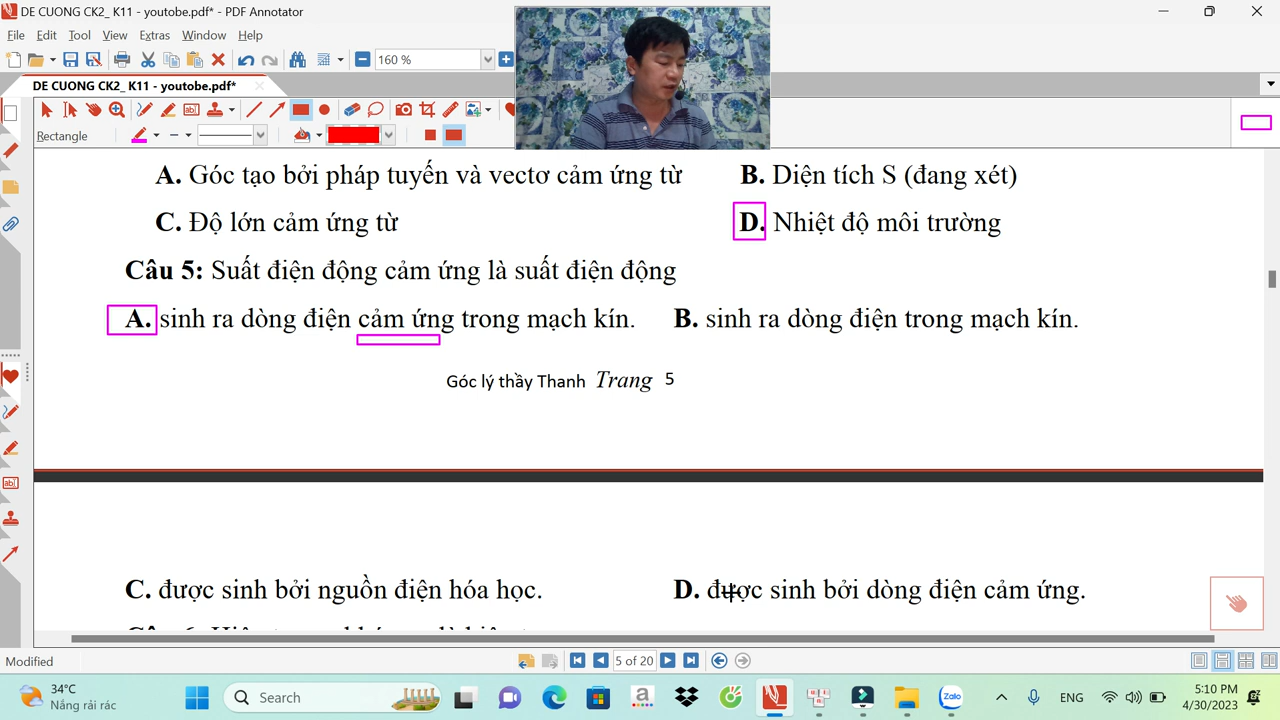 DE CUONG CK2_ K11 - youtobe.pdf* - PDF Annotator
File Edit Tool View Extras Window Help
160 %
DE CUONG CK2_ K11 - youtobe.pdf*
Rectangle
A. Góc tạo bởi pháp tuyến và vectơ cảm ứng từ B. Diện tích S (đang xét)
C. Độ lớn cảm ứng từ D. Nhiệt độ môi trường
Câu 5: Suất điện động cảm ứng là suất điện động
A. sinh ra dòng điện cảm ứng trong mạch kín. B. sinh ra dòng điện trong mạch kín.
Góc lý thầy Thanh Trang 5
C. được sinh bởi nguồn điện hóa học. D. được sinh bởi dòng điện cảm ứng.
Modified 5 of 20
34°C
Nắng rải rác
Search
Zalo
ENG
5:10 PM
4/30/2023